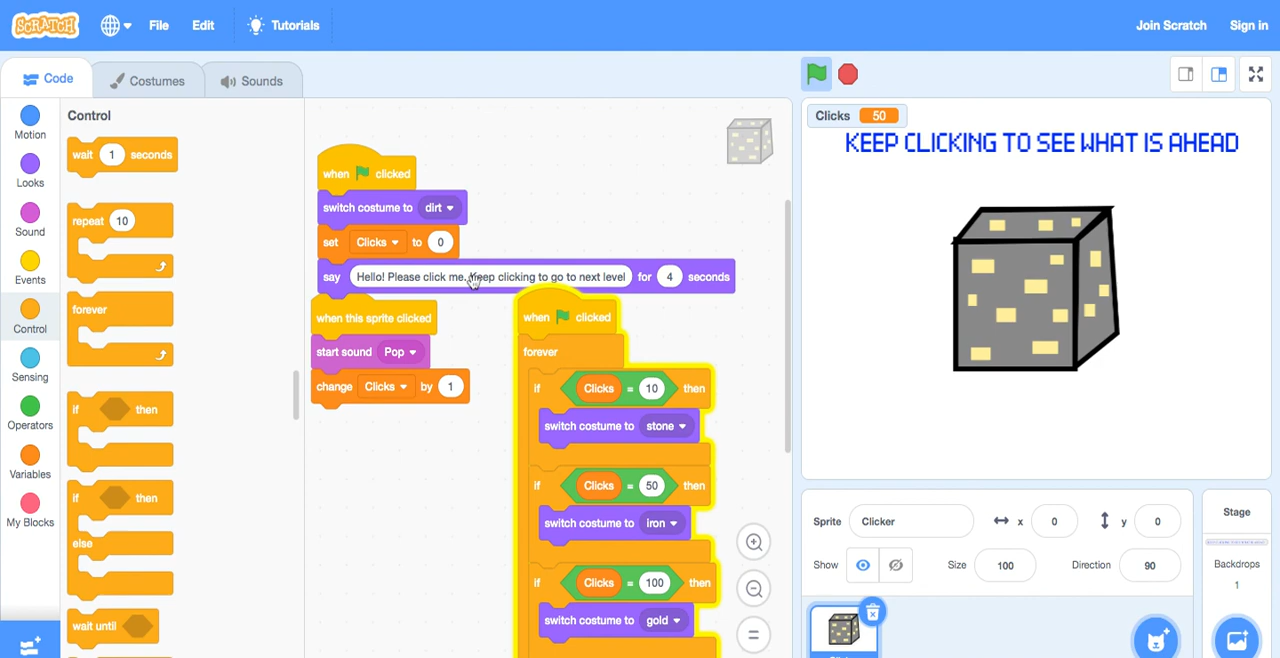 SCRATCH File Edit Tutorials Join Scratch Sign in
Code Costumes Sounds
Motion
Looks
Sound
Events
Control
Sensing
Operators
Variables
My Blocks
Control
wait 1 seconds
repeat 10
forever
if then
if then
else
wait until
when clicked
switch costume to dirt
set Clicks to 0
say Hello! Please click me. Keep clicking to go to next level for 4 seconds
when this sprite clicked
start sound Pop
change Clicks by 1
when clicked
forever
if Clicks = 10 then
switch costume to stone
if Clicks = 50 then
switch costume to iron
if Clicks = 100 then
switch costume to gold
Clicks 50
KEEP CLICKING TO SEE WHAT IS AHEAD
Sprite Clicker x 0 y 0
Show Size 100 Direction 90
Stage
Backdrops
1